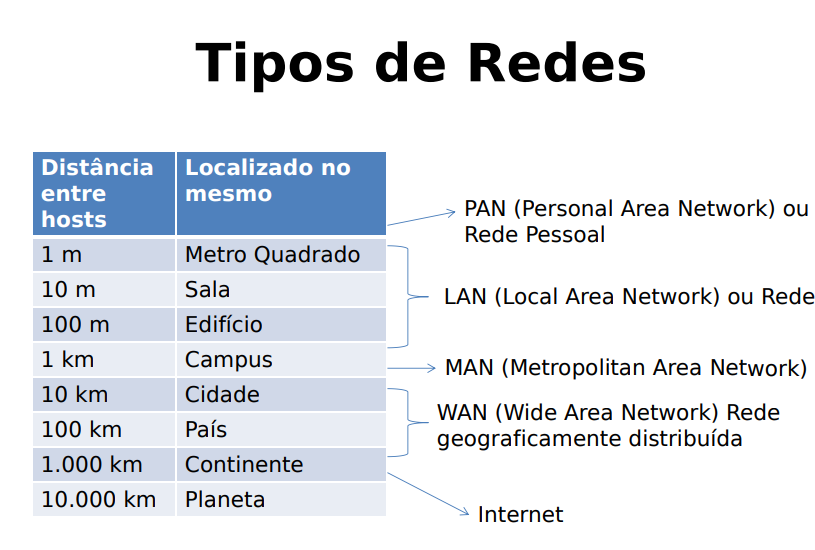 Tipos de Redes
Distância
entre
hosts
Localizado no
mesmo
1 m
Metro Quadrado
10 m
Sala
100 m
Edifício
1 km
Campus
10 km
Cidade
100 km
País
1.000 km
Continente
10.000 km
Planeta
PAN (Personal Area Network) ou
Rede Pessoal
LAN (Local Area Network) ou Rede
MAN (Metropolitan Area Network)
WAN (Wide Area Network) Rede
geograficamente distribuída
Internet